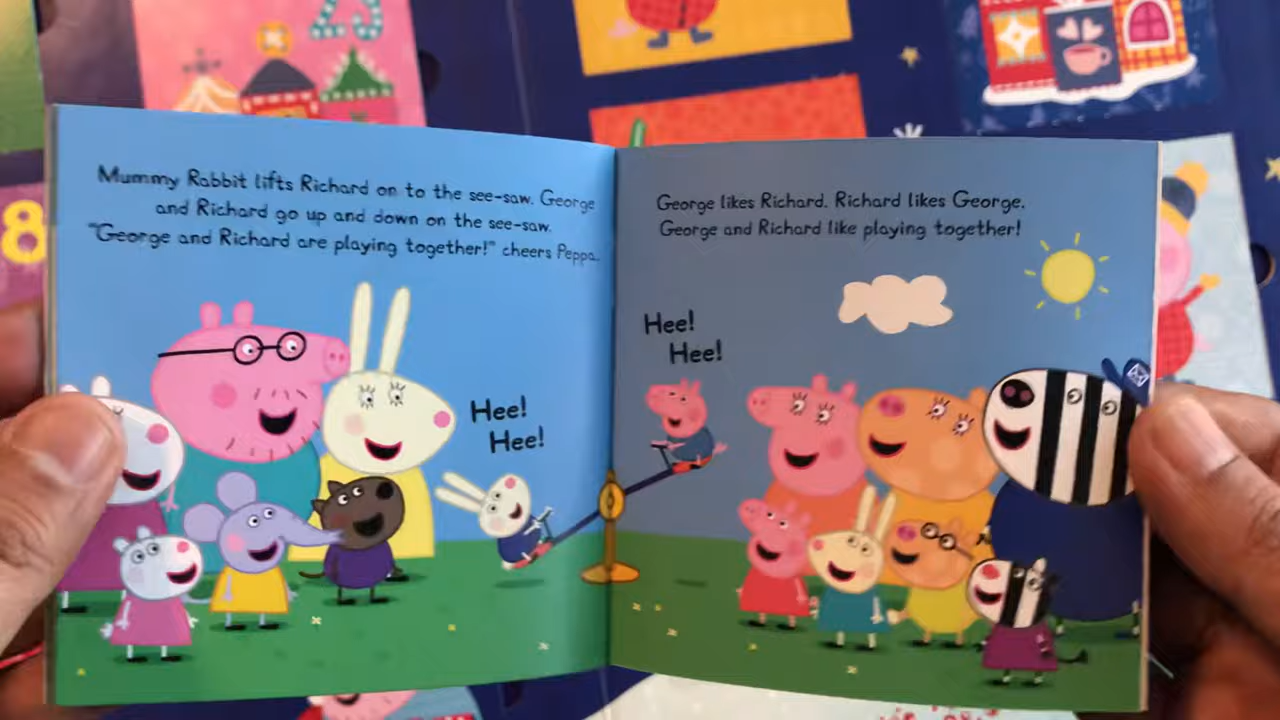 Mummy Rabbit lifts Richard on to the see-saw. George
and Richard go up and down on the see-saw.
"George and Richard are playing together!" cheers Peppa.
Hee!
Hee!
George likes Richard. Richard likes George.
George and Richard like playing together!
Hee!
Hee!
8